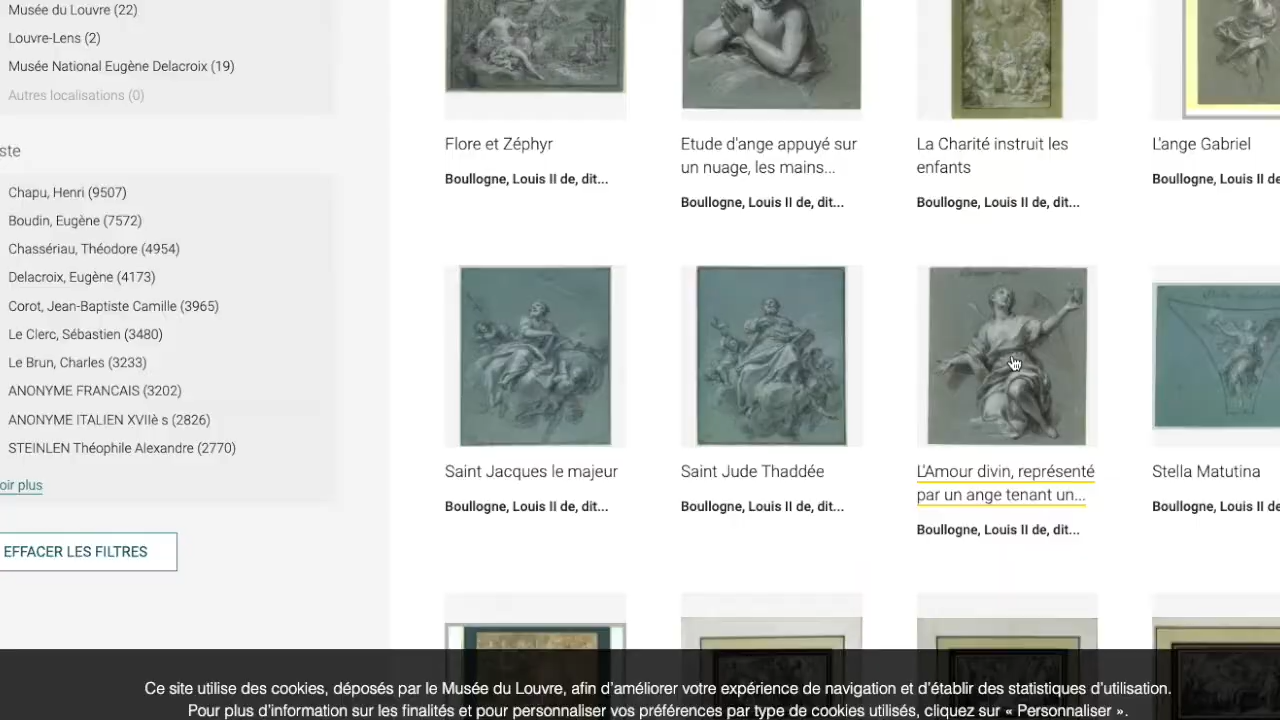 Musée du Louvre (22)
Louvre-Lens (2)
Musée National Eugène Delacroix (19)
Autres localisations (0)
ste
Chapu, Henri (9507)
Boudin, Eugène (7572)
Chassériau, Théodore (4954)
Delacroix, Eugène (4173)
Corot, Jean-Baptiste Camille (3965)
Le Clerc, Sébastien (3480)
Le Brun, Charles (3233)
ANONYME FRANCAIS (3202)
ANONYME ITALIEN XVIIè s (2826)
STEINLEN Théophile Alexandre (2770)
oir plus
EFFACER LES FILTRES
Flore et Zéphyr
Boullogne, Louis II de, dit...
Etude d'ange appuyé sur
un nuage, les mains...
Boullogne, Louis II de, dit...
La Charité instruit les
enfants
Boullogne, Louis II de, dit...
L'ange Gabriel
Boullogne, Louis II de
Saint Jacques le majeur
Boullogne, Louis II de, dit...
Saint Jude Thaddée
Boullogne, Louis II de, dit...
L'Amour divin, représenté
par un ange tenant un...
Boullogne, Louis II de, dit...
Stella Matutina
Boullogne, Louis II de
Ce site utilise des cookies, déposés par le Musée du Louvre, afin d'améliorer votre expérience de navigation et d'établir des statistiques d'utilisation.
Pour plus d'information sur les finalités et pour personnaliser vos préférences par type de cookies utilisés, cliquez sur « Personnaliser ».